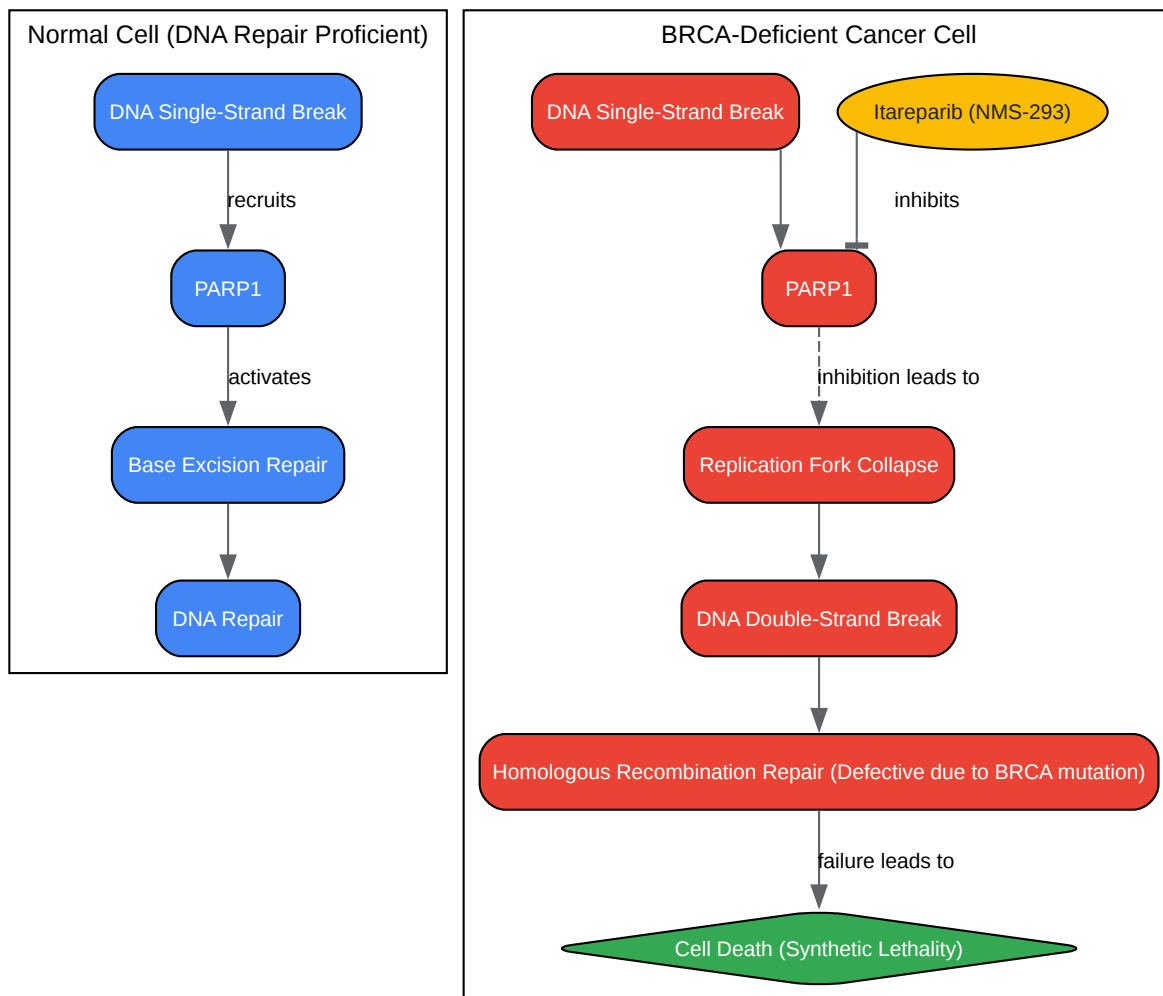 Normal Cell (DNA Repair Proficient)
DNA Single-Strand Break
recruits
PARP1
activates
Base Excision Repair
DNA Repair
BRCA-Deficient Cancer Cell
DNA Single-Strand Break
Itareparib (NMS-293)
inhibits
PARP1
inhibition leads to
Replication Fork Collapse
DNA Double-Strand Break
Homologous Recombination Repair (Defective due to BRCA mutation)
failure leads to
Cell Death (Synthetic Lethality)